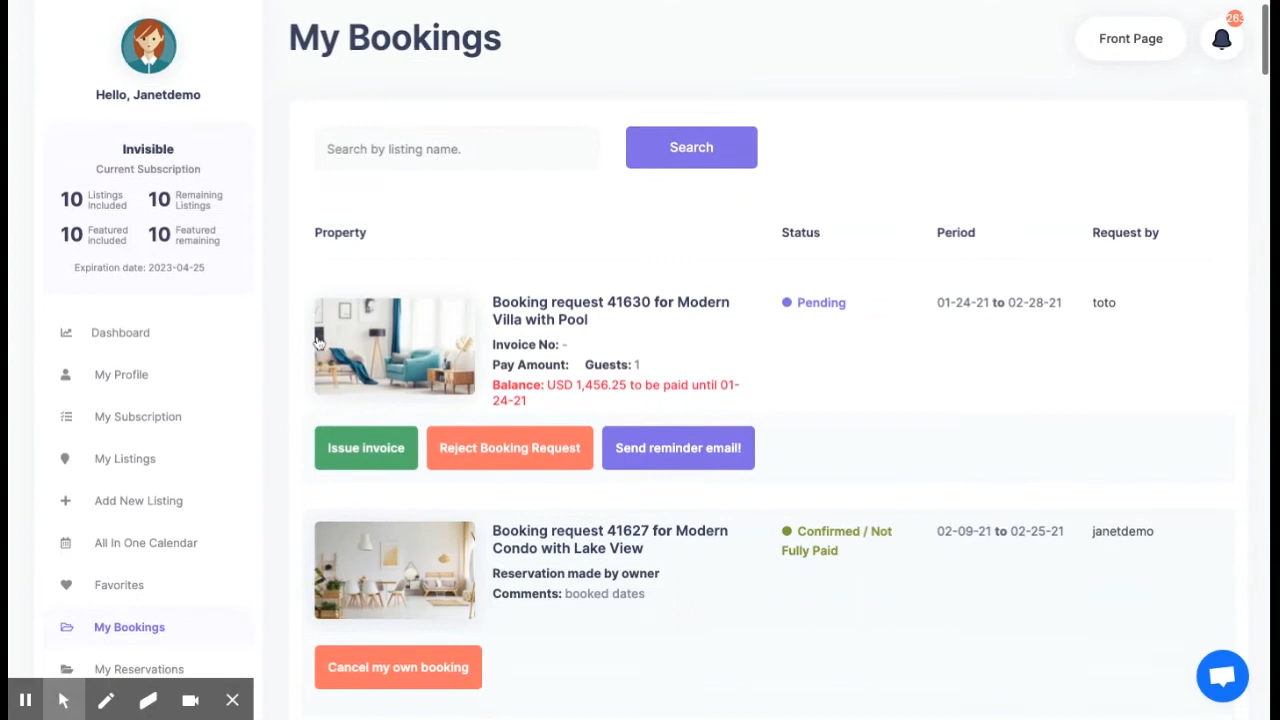 My Bookings
Front Page
263
Hello, Janetdemo
Invisible
Current Subscription
10 Listings included
10 Remaining Listings
10 Featured included
10 Featured remaining
Expiration date: 2023-04-25
Dashboard
My Profile
My Subscription
My Listings
Add New Listing
All In One Calendar
Favorites
My Bookings
My Reservations
Search by listing name.
Search
Property
Status
Period
Request by
Booking request 41630 for Modern
Villa with Pool
Invoice No: -
Pay Amount: Guests: 1
Balance: USD 1,456.25 to be paid until 01-
24-21
Pending
01-24-21 to 02-28-21
toto
Issue invoice
Reject Booking Request
Send reminder email!
Booking request 41627 for Modern
Condo with Lake View
Reservation made by owner
Comments: booked dates
Confirmed / Not
Fully Paid
02-09-21 to 02-25-21
janetdemo
Cancel my own booking